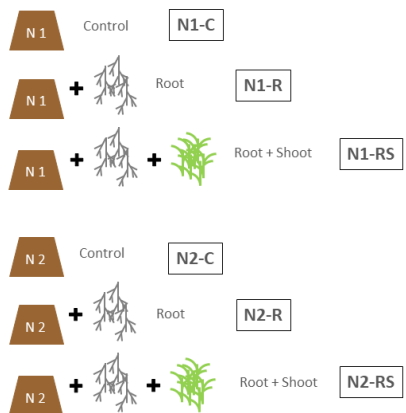 N 1 Control N1-C
N 1 + Root N1-R
N 1 + + Root + Shoot N1-RS
N 2 Control N2-C
N 2 + Root N2-R
N 2 + + Root + Shoot N2-RS